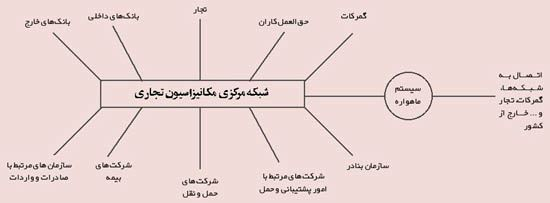 تجار
بانک‌های خارج
بانک‌های داخلی
حق‌العمل‌کاران
گمرکات
شبکه مرکزی مکانیزاسیون تجاری
سیستم
ماهواره
اتصال به
شبکه‌ها،
گمرکات، تجار
و ... خارج از
کشور
سازمان‌های مرتبط با
صادرات و واردات
شرکت‌های
بیمه
شرکت‌های
حمل و نقل
شرکت‌های مرتبط با
امور پشتیبانی و حمل
سازمان بنادر